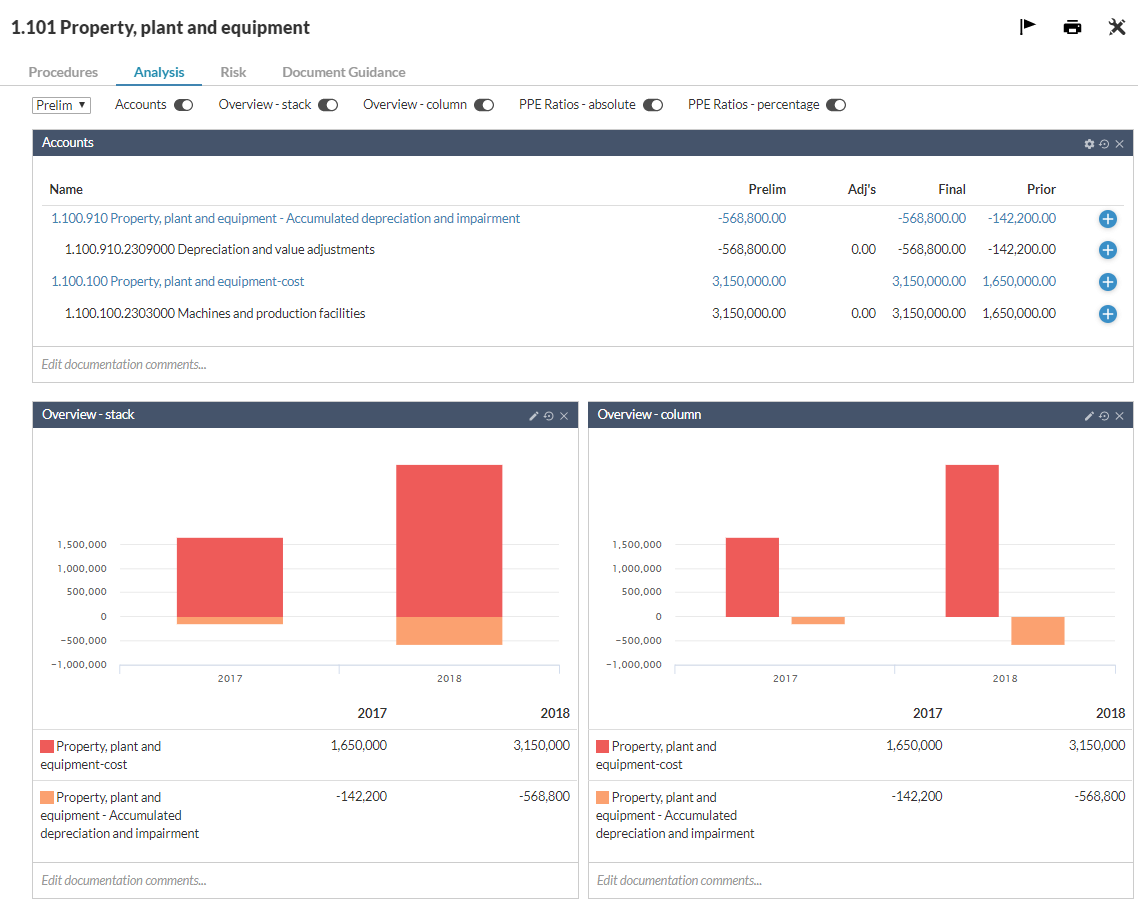 1.101 Property, plant and equipment
Procedures Analysis Risk Document Guidance
Prelim ▼ Accounts Overview - stack Overview - column PPE Ratios - absolute PPE Ratios - percentage
Accounts
Name Prelim Adj's Final Prior
1.100.910 Property, plant and equipment - Accumulated depreciation and impairment -568,800.00 -568,800.00 -142,200.00
1.100.910.2309000 Depreciation and value adjustments -568,800.00 0.00 -568,800.00 -142,200.00
1.100.100 Property, plant and equipment-cost 3,150,000.00 3,150,000.00 1,650,000.00
1.100.100.2303000 Machines and production facilities 3,150,000.00 0.00 3,150,000.00 1,650,000.00
Edit documentation comments...
Overview - stack
1,500,000
1,000,000
500,000
0
−500,000
−1,000,000
2017 2018
2017 2018
Property, plant and 1,650,000 3,150,000
equipment-cost
Property, plant and -142,200 -568,800
equipment - Accumulated
depreciation and impairment
Edit documentation comments...
Overview - column
1,500,000
1,000,000
500,000
0
−500,000
−1,000,000
2017 2018
2017 2018
Property, plant and 1,650,000 3,150,000
equipment-cost
Property, plant and -142,200 -568,800
equipment - Accumulated
depreciation and impairment
Edit documentation comments...